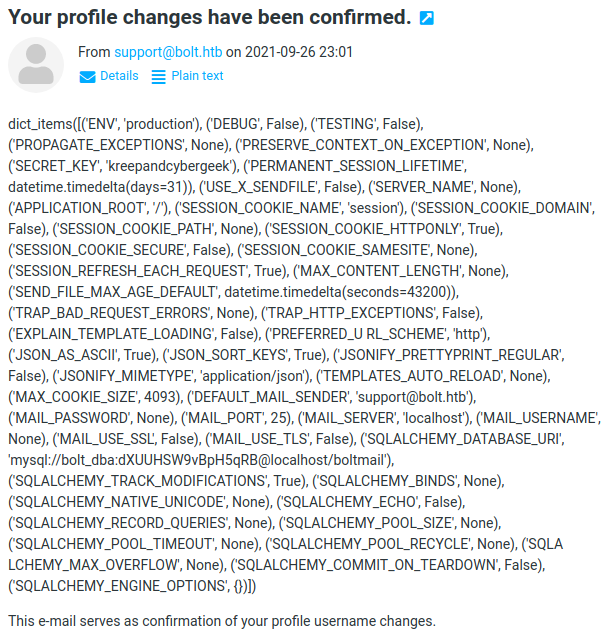 Your profile changes have been confirmed.
From support@bolt.htb on 2021-09-26 23:01
Details Plain text
dict_items([('ENV', 'production'), ('DEBUG', False), ('TESTING', False),
('PROPAGATE_EXCEPTIONS', None), ('PRESERVE_CONTEXT_ON_EXCEPTION', None),
('SECRET_KEY', 'kreepandcybergeek'), ('PERMANENT_SESSION_LIFETIME',
datetime.timedelta(days=31)), ('USE_X_SENDFILE', False), ('SERVER_NAME', None),
('APPLICATION_ROOT', '/'), ('SESSION_COOKIE_NAME', 'session'), ('SESSION_COOKIE_DOMAIN',
False), ('SESSION_COOKIE_PATH', None), ('SESSION_COOKIE_HTTPONLY', True),
('SESSION_COOKIE_SECURE', False), ('SESSION_COOKIE_SAMESITE', None),
('SESSION_REFRESH_EACH_REQUEST', True), ('MAX_CONTENT_LENGTH', None),
('SEND_FILE_MAX_AGE_DEFAULT', datetime.timedelta(seconds=43200)),
('TRAP_BAD_REQUEST_ERRORS', None), ('TRAP_HTTP_EXCEPTIONS', False),
('EXPLAIN_TEMPLATE_LOADING', False), ('PREFERRED_U RL_SCHEME', 'http'),
('JSON_AS_ASCII', True), ('JSON_SORT_KEYS', True), ('JSONIFY_PRETTYPRINT_REGULAR',
False), ('JSONIFY_MIMETYPE', 'application/json'), ('TEMPLATES_AUTO_RELOAD', None),
('MAX_COOKIE_SIZE', 4093), ('DEFAULT_MAIL_SENDER', 'support@bolt.htb'),
('MAIL_PASSWORD', None), ('MAIL_PORT', 25), ('MAIL_SERVER', 'localhost'), ('MAIL_USERNAME',
None), ('MAIL_USE_SSL', False), ('MAIL_USE_TLS', False), ('SQLALCHEMY_DATABASE_URI',
'mysql://bolt_dba:dXUUHSW9vBpH5qRB@localhost/boltmail'),
('SQLALCHEMY_TRACK_MODIFICATIONS', True), ('SQLALCHEMY_BINDS', None),
('SQLALCHEMY_NATIVE_UNICODE', None), ('SQLALCHEMY_ECHO', False),
('SQLALCHEMY_RECORD_QUERIES', None), ('SQLALCHEMY_POOL_SIZE', None),
('SQLALCHEMY_POOL_TIMEOUT', None), ('SQLALCHEMY_POOL_RECYCLE', None), ('SQLA
LCHEMY_MAX_OVERFLOW', None), ('SQLALCHEMY_COMMIT_ON_TEARDOWN', False),
('SQLALCHEMY_ENGINE_OPTIONS', {})])
This e-mail serves as confirmation of your profile username changes.